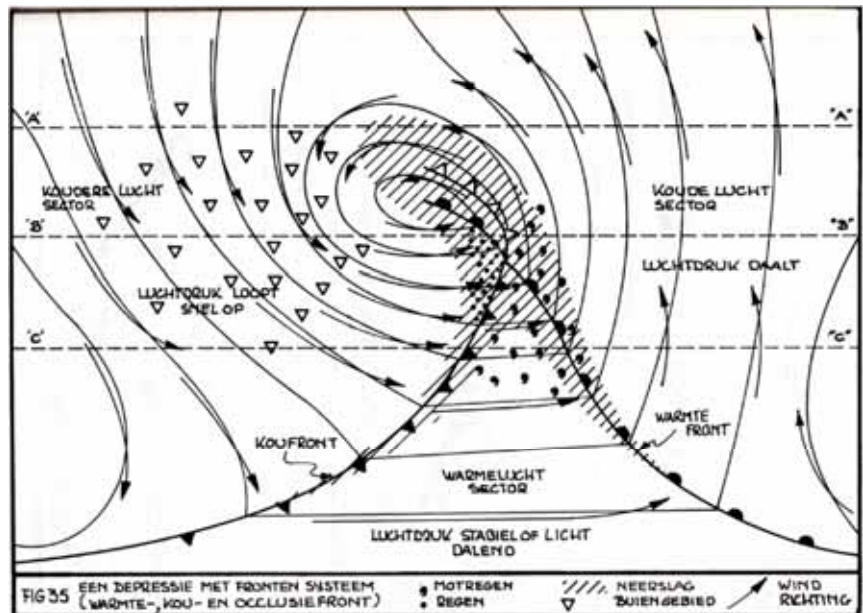 'A'
"A"
KOUDERE LUCHT
SECTOR
KOUDE LUCHT
SECTOR
'B'
"B"
LUCHTDRUK DAALT
LUCHTDRUK LOOPT
SNEL OP
'C'
"C"
WARMTE
FRONT
KOUFRONT
WARMELUCHT
SECTOR
LUCHTDRUK STABIEL OF LICHT
DALEND
FIG 35 EEN DEPRESSIE MET FRONTEN SYSTEEM
(WARMTE-, KOU- EN OCCLUSIEFRONT)
MOTREGEN
REGEN
NEERSLAG
BUIENGEBIED
WIND
RICHTING